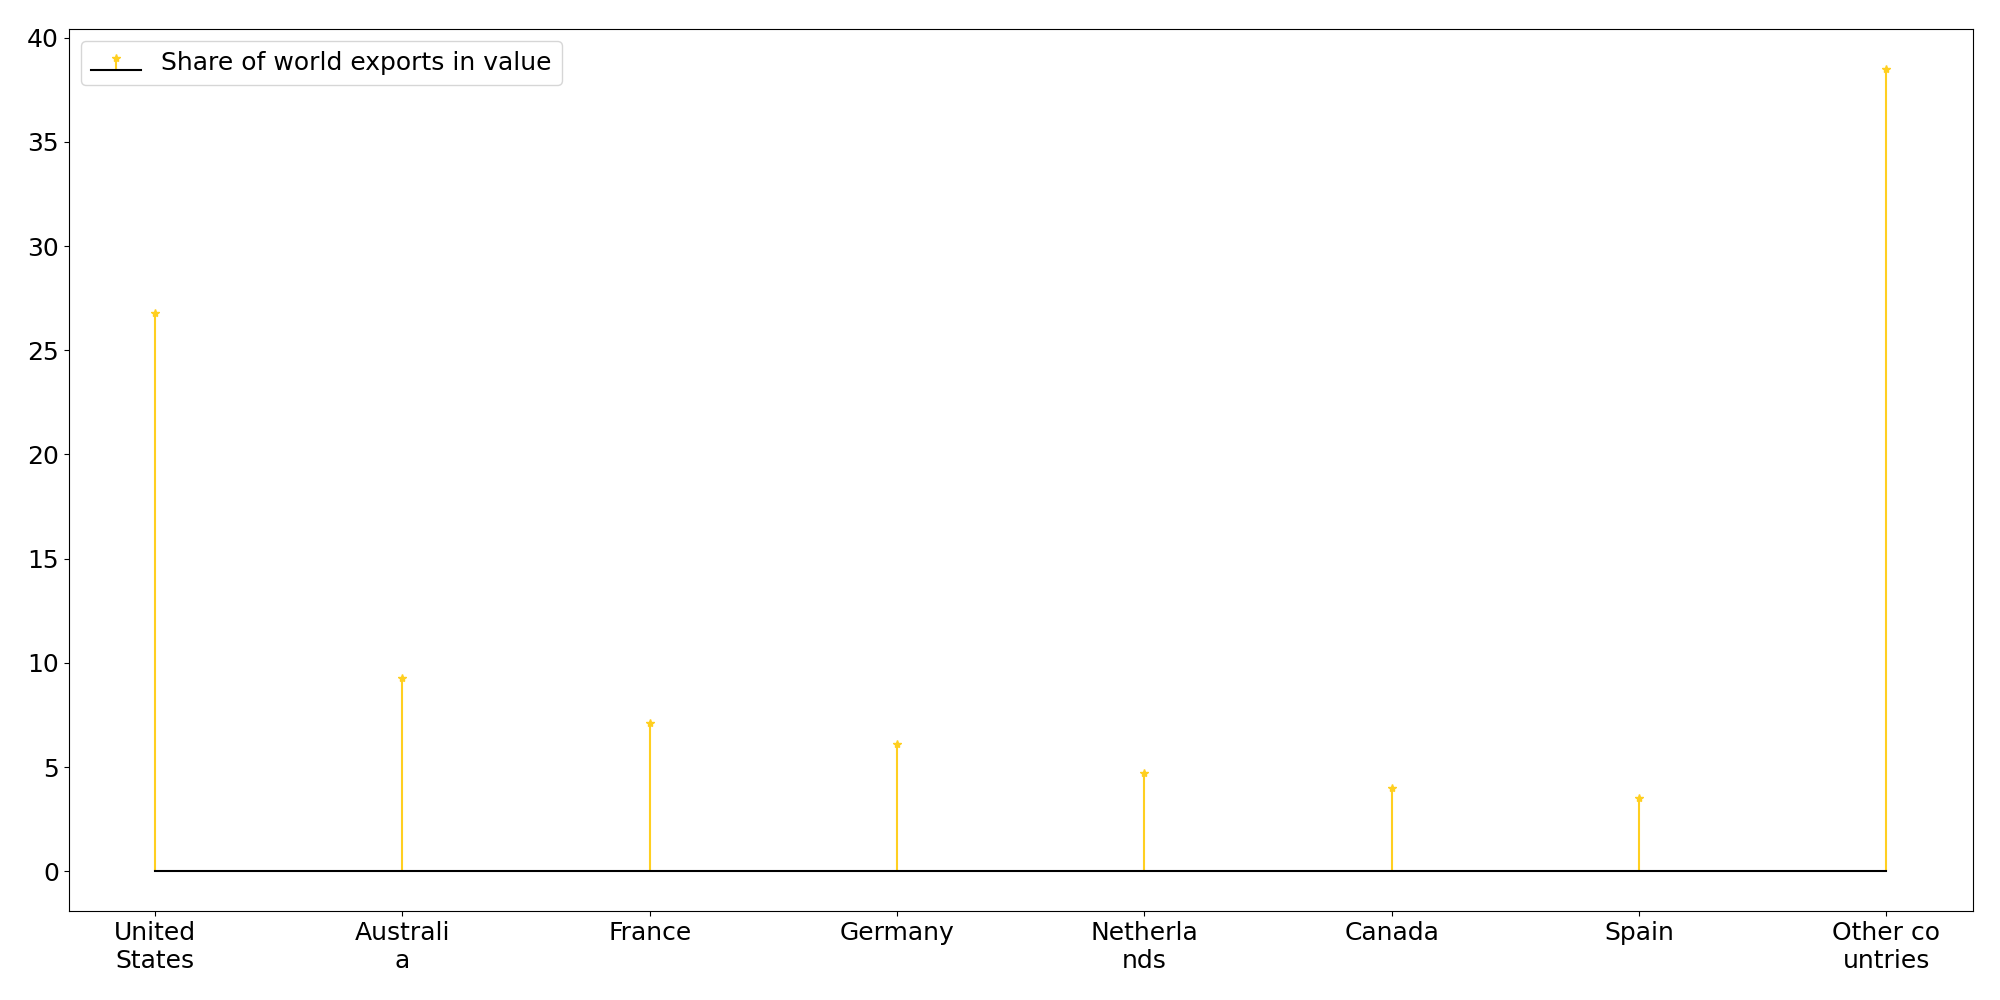 40
35
30
25
20
15
10
5
0
Share of world exports in value
United
States
Australi
a
France
Germany
Netherla
nds
Canada
Spain
Other co
untries